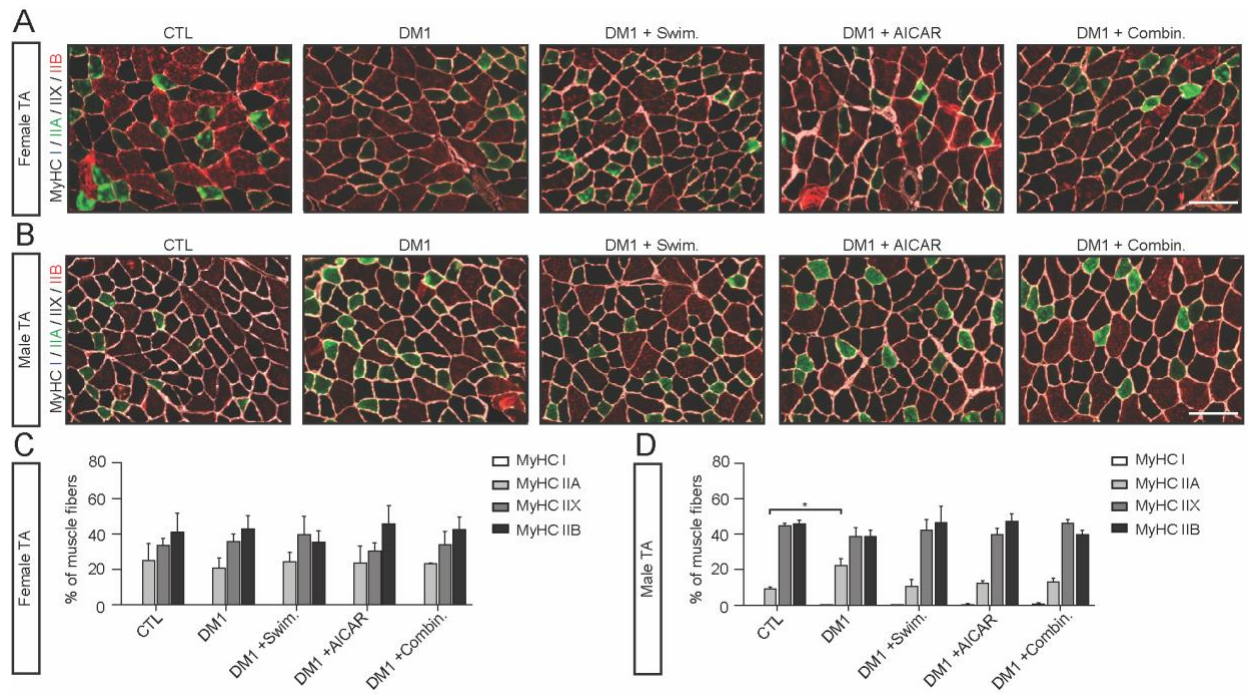 A
CTL
DM1
DM1 + Swim.
DM1 + AICAR
DM1 + Combin.
Female TA
MyHC I / IIA / IIX / IIB
B
CTL
DM1
DM1 + Swim.
DM1 + AICAR
DM1 + Combin.
Male TA
MyHC I / IIA / IIX / IIB
C
Female TA
% of muscle fibers
80
60
40
20
0
CTL
DM1
DM1 +Swim.
DM1 +AICAR
DM1 +Combin.
MyHC I
MyHC IIA
MyHC IIX
MyHC IIB
D
Male TA
% of muscle fibers
80
60
40
20
0
*
CTL
DM1
DM1 +Swim.
DM1 +AICAR
DM1 +Combin.
MyHC I
MyHC IIA
MyHC IIX
MyHC IIB